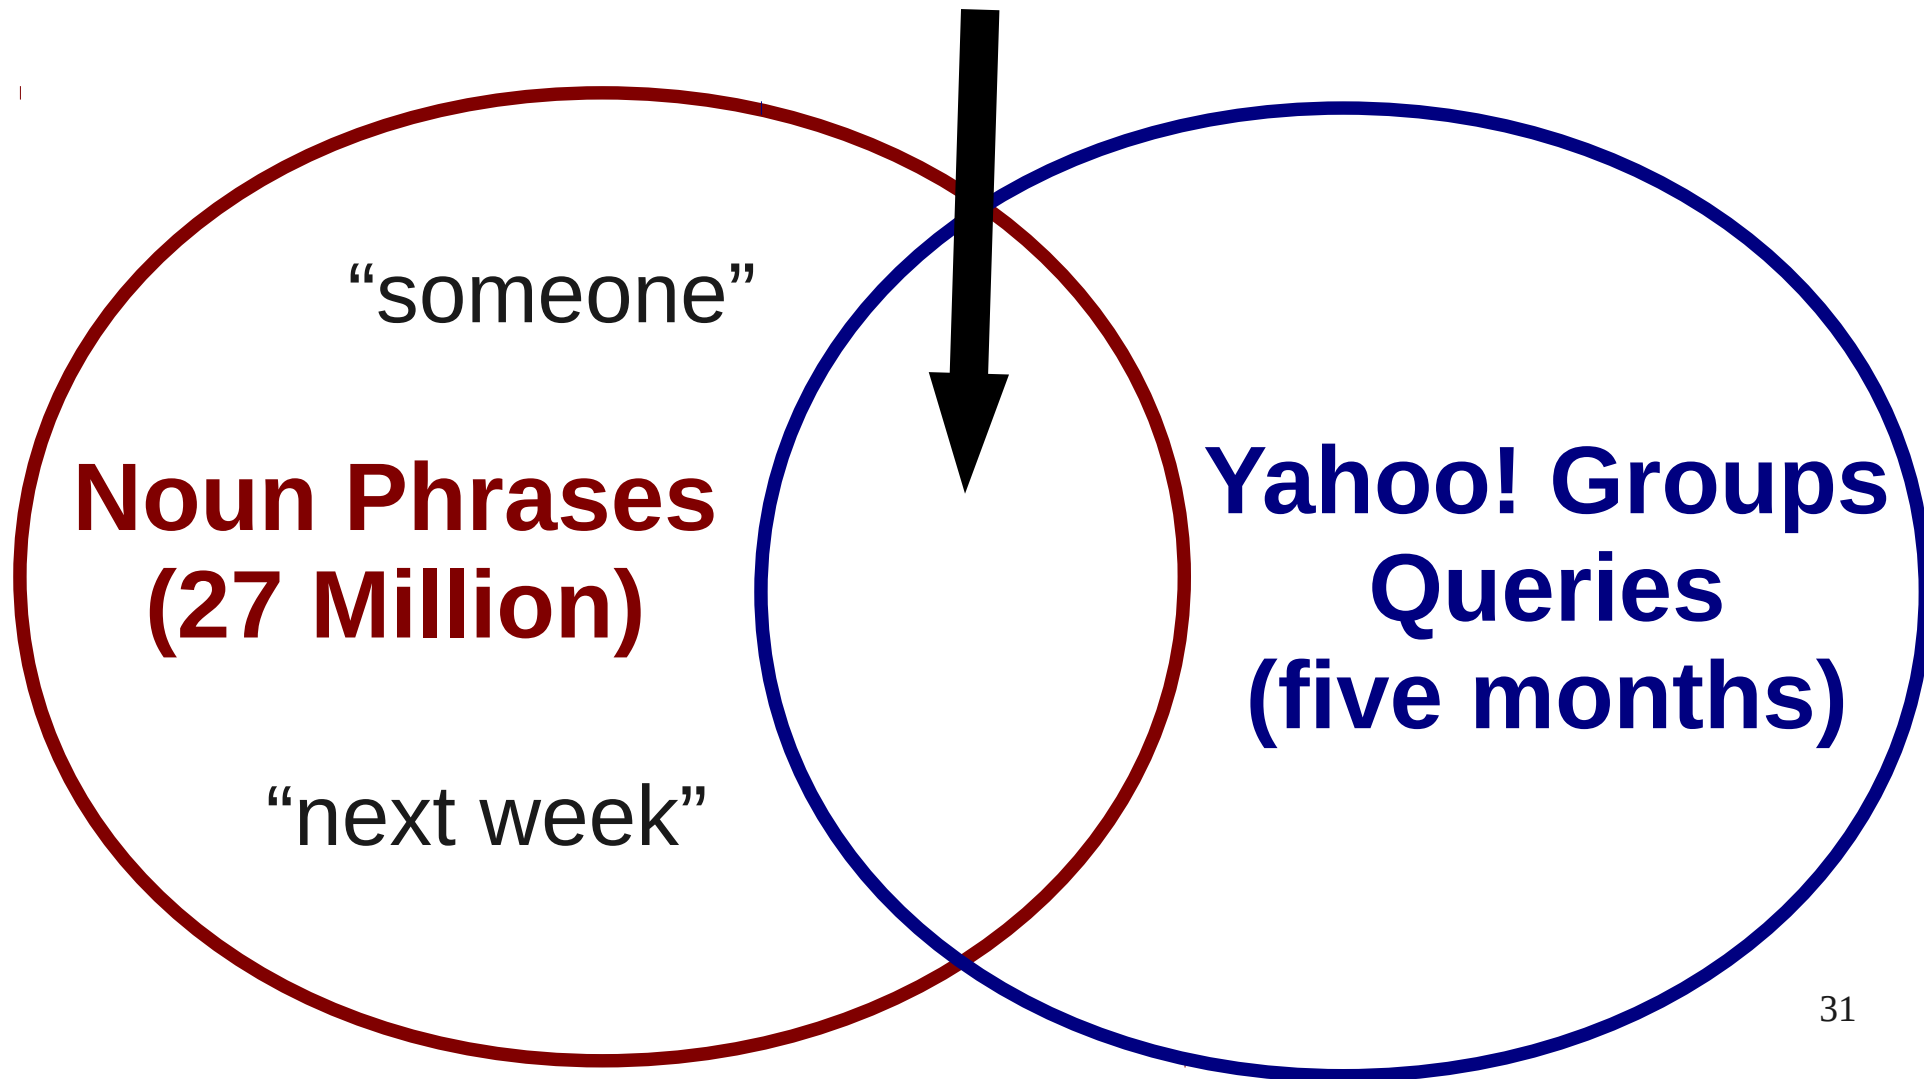 “someone”
Noun Phrases
(27 Million)
“next week”
Yahoo! Groups
Queries
(five months)
31